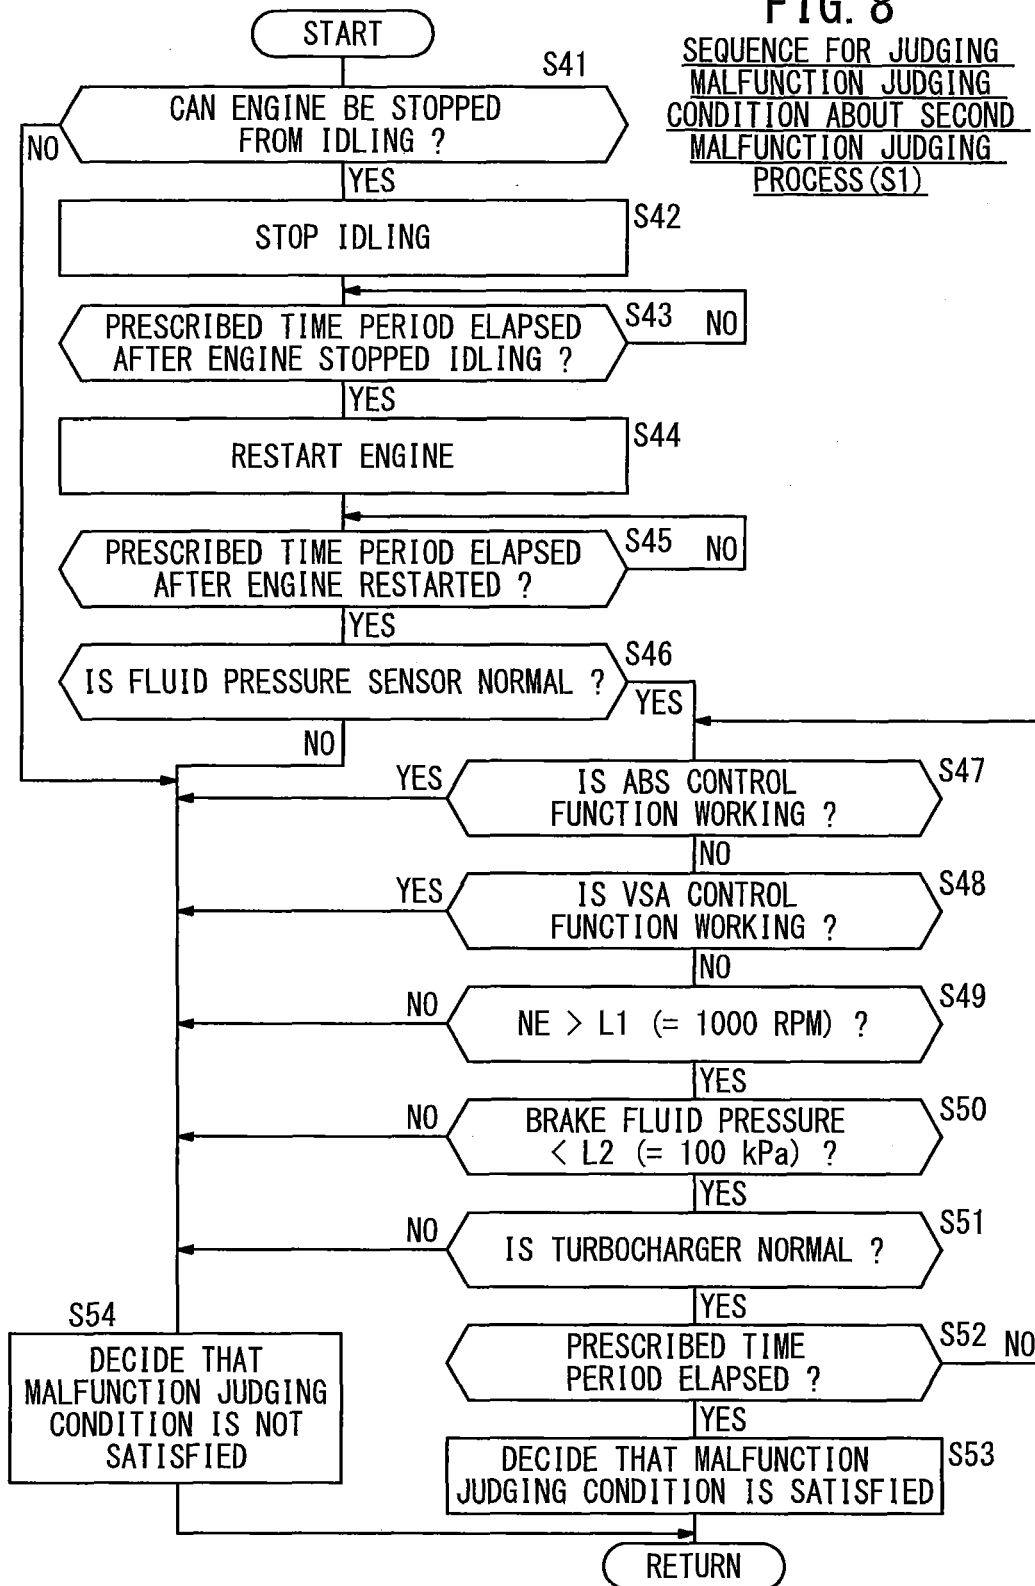 FIG. 8
SEQUENCE FOR JUDGING
MALFUNCTION JUDGING
CONDITION ABOUT SECOND
MALFUNCTION JUDGING
PROCESS(S1)
START
S41
CAN ENGINE BE STOPPED
FROM IDLING ?
NO
YES
S42
STOP IDLING
S43
PRESCRIBED TIME PERIOD ELAPSED
AFTER ENGINE STOPPED IDLING ?
NO
YES
S44
RESTART ENGINE
S45
PRESCRIBED TIME PERIOD ELAPSED
AFTER ENGINE RESTARTED ?
NO
YES
S46
IS FLUID PRESSURE SENSOR NORMAL ?
YES
NO
S47
IS ABS CONTROL
FUNCTION WORKING ?
YES
NO
S48
IS VSA CONTROL
FUNCTION WORKING ?
YES
NO
S49
NE > L1 (= 1000 RPM) ?
NO
YES
S50
BRAKE FLUID PRESSURE
< L2 (= 100 kPa) ?
NO
YES
S51
IS TURBOCHARGER NORMAL ?
NO
YES
S52
PRESCRIBED TIME
PERIOD ELAPSED ?
NO
YES
S53
DECIDE THAT MALFUNCTION
JUDGING CONDITION IS SATISFIED
S54
DECIDE THAT
MALFUNCTION JUDGING
CONDITION IS NOT
SATISFIED
RETURN